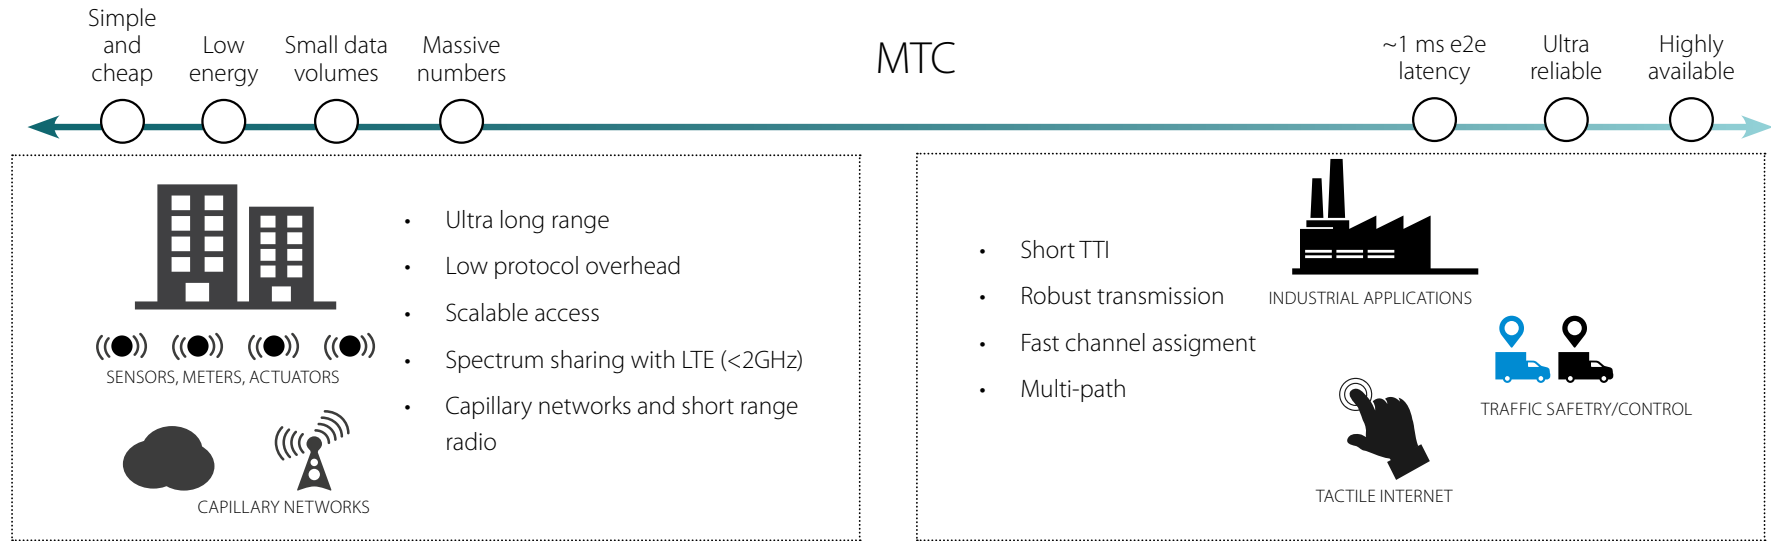 Simple
and
cheap
Low
energy
Small data
volumes
Massive
numbers
MTC
~1 ms e2e
latency
Ultra
reliable
Highly
available
• Ultra long range
• Low protocol overhead
• Scalable access
• Spectrum sharing with LTE (<2GHz)
• Capillary networks and short range
radio
SENSORS, METERS, ACTUATORS
CAPILLARY NETWORKS
• Short TTI
• Robust transmission
• Fast channel assigment
• Multi-path
INDUSTRIAL APPLICATIONS
TRAFFIC SAFETRY/CONTROL
TACTILE INTERNET